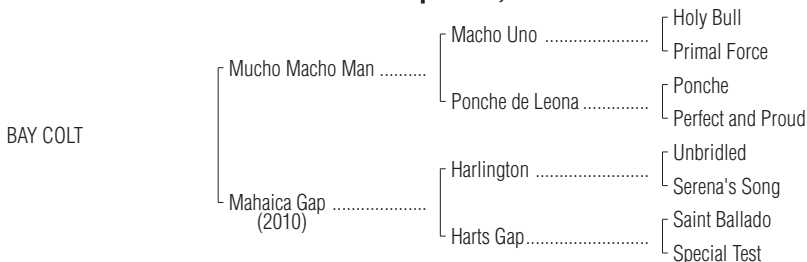 Holy Bull
Macho Uno ......................
Primal Force
Mucho Macho Man ..........
Ponche
Ponche de Leona ..............
Perfect and Proud
BAY COLT
Unbridled
Harlington ........................
Serena's Song
Mahaica Gap ....................
(2010)
Saint Ballado
Harts Gap..........................
Special Test